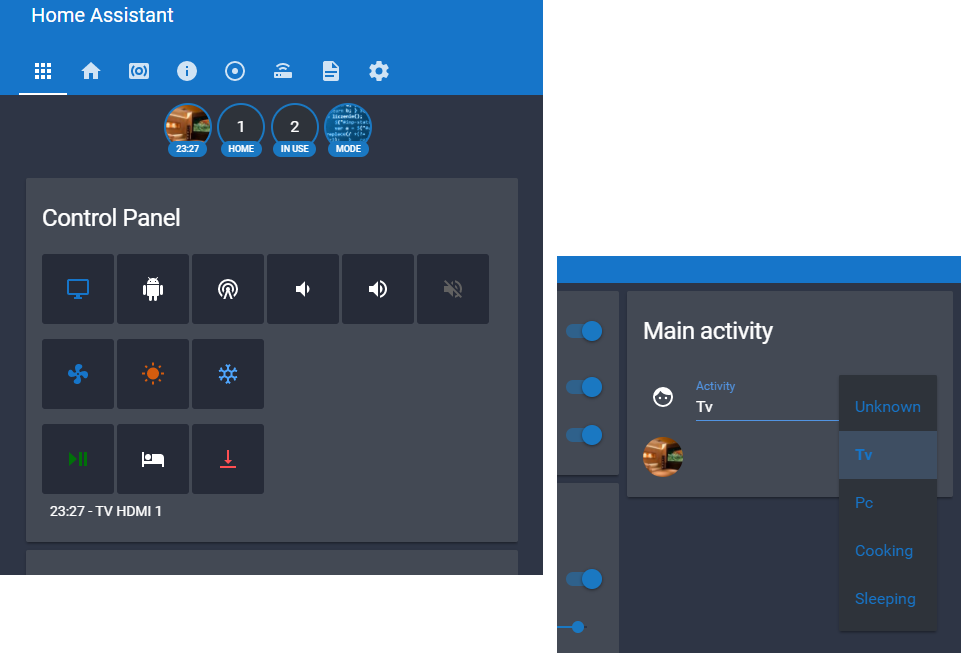 Home Assistant
23:27
1
HOME
2
IN USE
MODE
Control Panel
23:27 - TV HDMI 1
Main activity
Activity
Tv
Unknown
Tv
Pc
Cooking
Sleeping